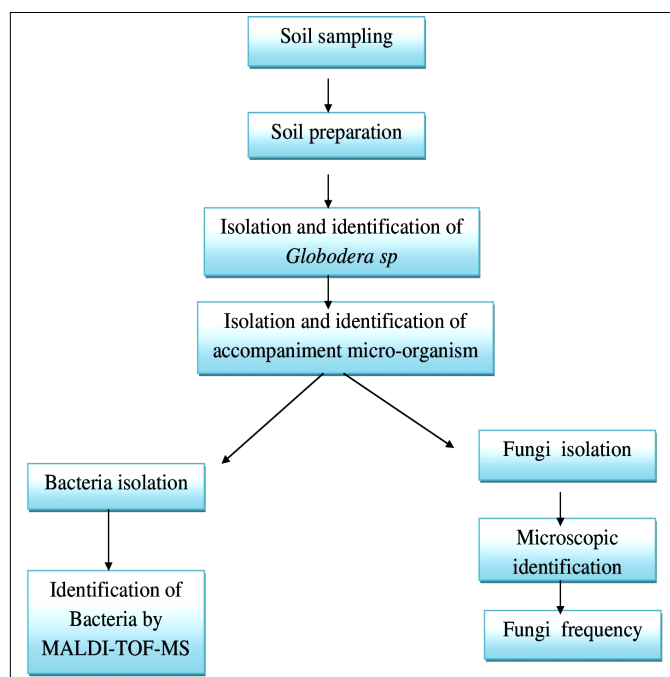 Soil sampling
Soil preparation
Isolation and identification of
Globodera sp
Isolation and identification of
accompaniment micro-organism
Bacteria isolation
Identification of
Bacteria by
MALDI-TOF-MS
Fungi isolation
Microscopic
identification
Fungi frequency